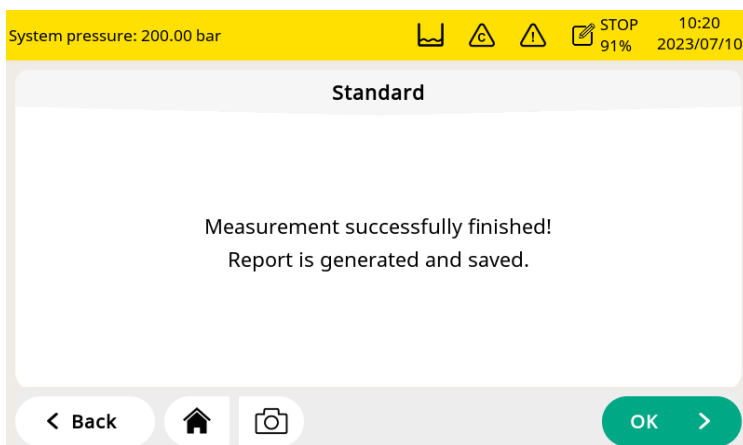 System pressure: 200.00 bar
C
!
STOP
91%
10:20
2023/07/10
Standard
Measurement successfully finished!
Report is generated and saved.
Back
OK